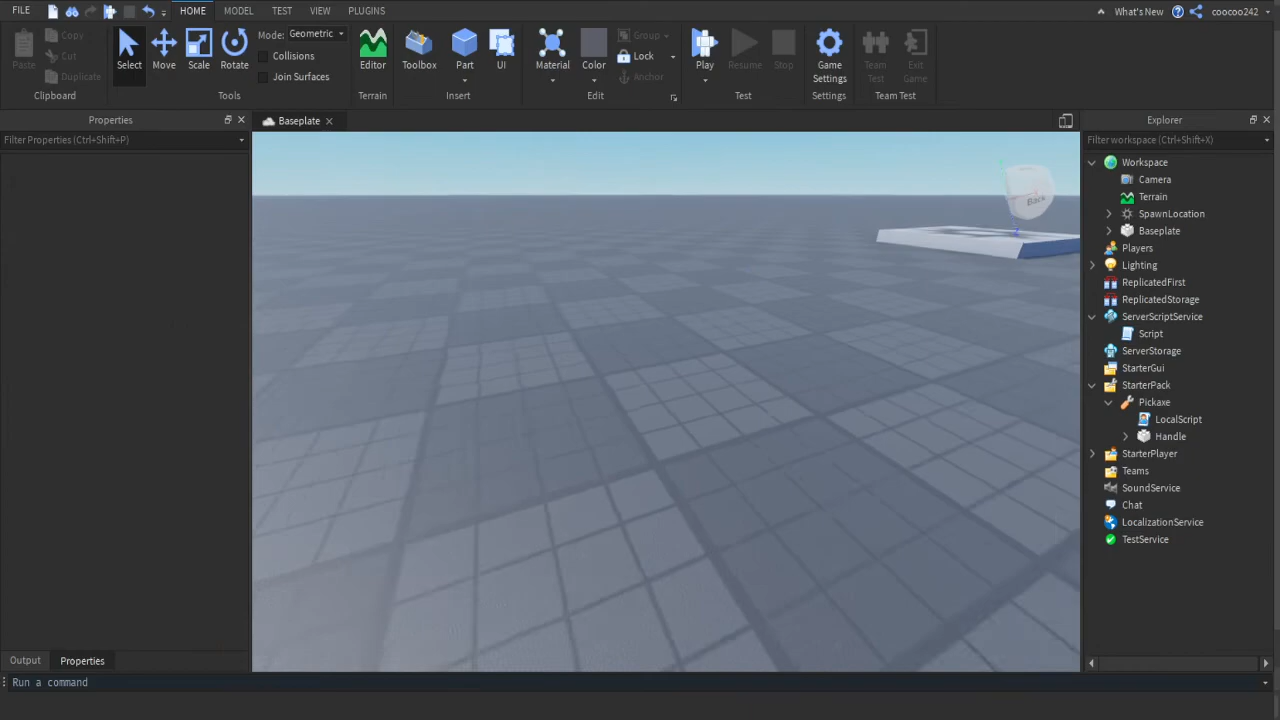 FILE
HOME
MODEL
TEST
VIEW
PLUGINS
What's New
coocoo242
Paste
Copy
Cut
Duplicate
Clipboard
Select
Move
Scale
Rotate
Mode: Geometric
Collisions
Join Surfaces
Tools
Editor
Terrain
Toolbox
Part
UI
Insert
Material
Color
Group
Lock
Anchor
Edit
Play
Resume
Stop
Test
Game
Settings
Settings
Team
Test
Exit
Game
Team Test
Properties
Filter Properties (Ctrl+Shift+P)
Baseplate
Back
Explorer
Filter workspace (Ctrl+Shift+X)
Workspace
Camera
Terrain
SpawnLocation
Baseplate
Players
Lighting
ReplicatedFirst
ReplicatedStorage
ServerScriptService
Script
ServerStorage
StarterGui
StarterPack
Pickaxe
LocalScript
Handle
StarterPlayer
Teams
SoundService
Chat
LocalizationService
TestService
Output
Properties
Run a command